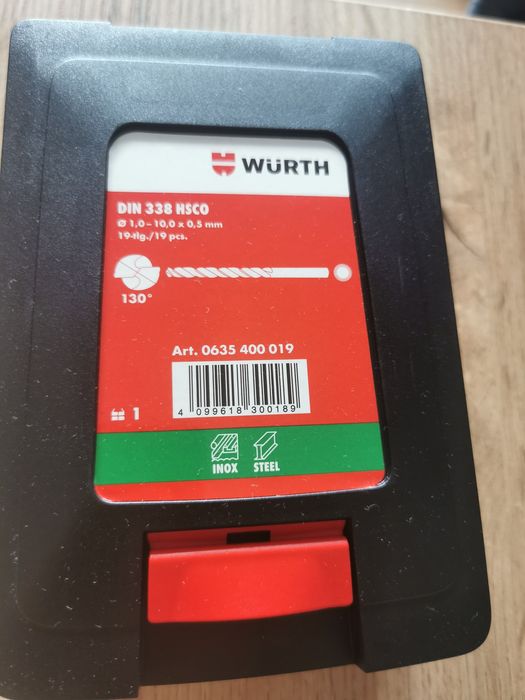 WÜRTH
DIN 338 HSCO
Ø 1,0–10,0 x 0,5 mm
19-tlg./19 pcs.
130°
Art. 0635 400 019
4 099618 300189
1
INOX STEEL